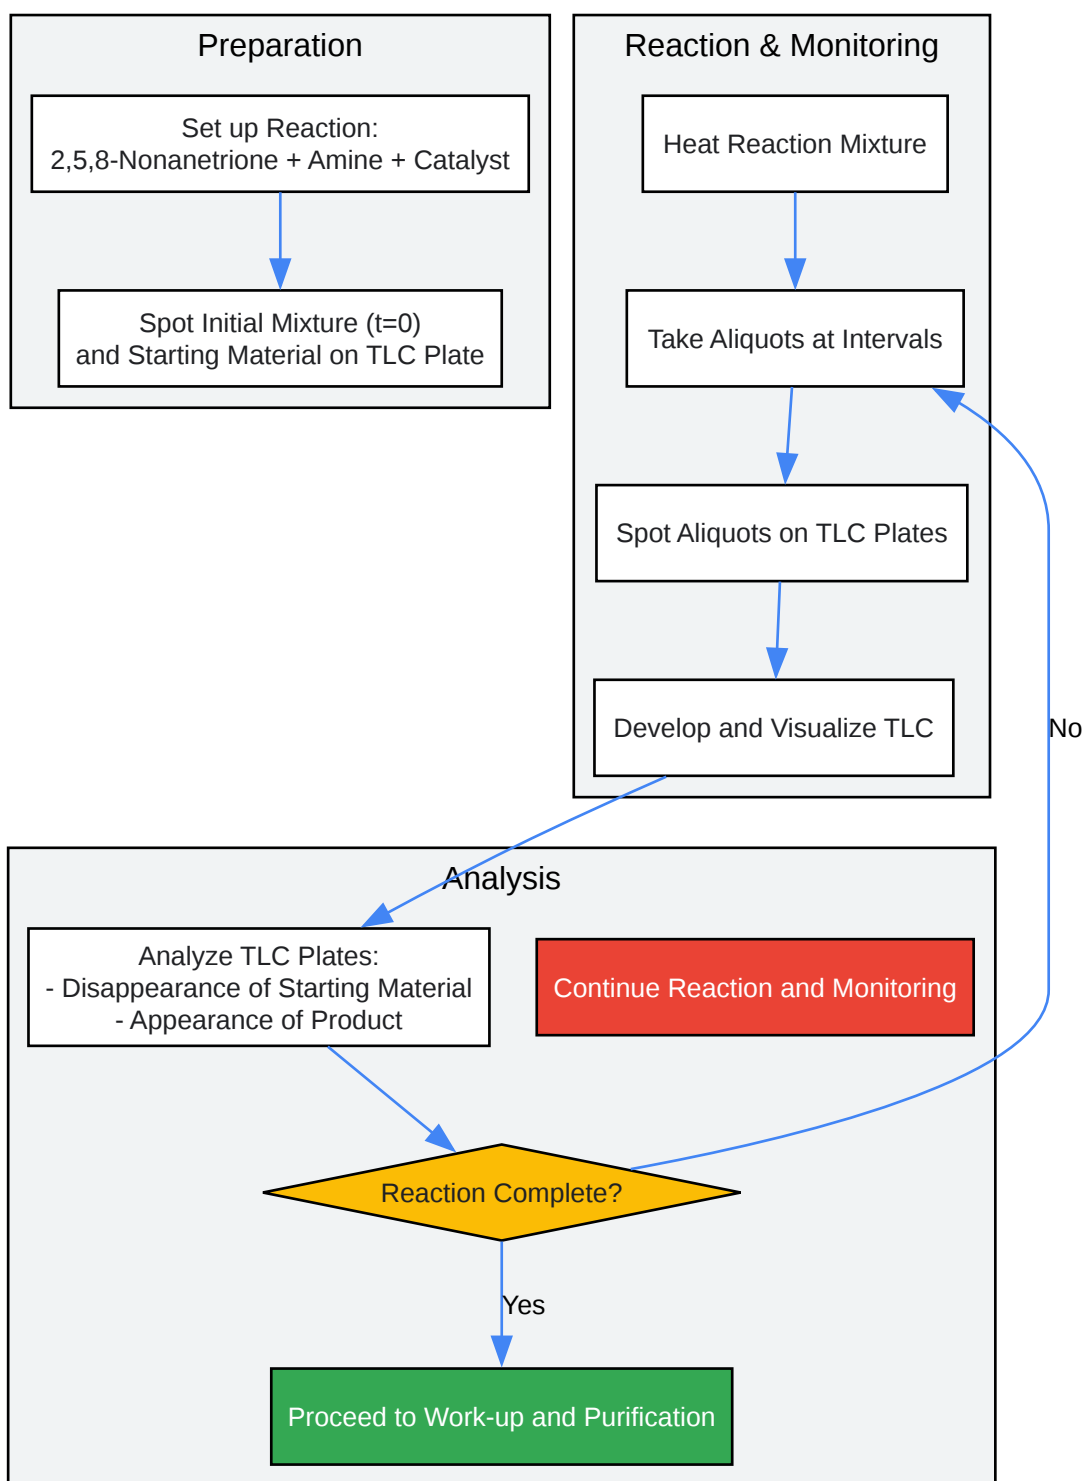 Preparation
Set up Reaction:
2,5,8-Nonanetrione + Amine + Catalyst
Spot Initial Mixture (t=0)
and Starting Material on TLC Plate
Reaction & Monitoring
Heat Reaction Mixture
Take Aliquots at Intervals
Spot Aliquots on TLC Plates
Develop and Visualize TLC
No
Analysis
Analyze TLC Plates:
- Disappearance of Starting Material
- Appearance of Product
Continue Reaction and Monitoring
Reaction Complete?
Yes
Proceed to Work-up and Purification